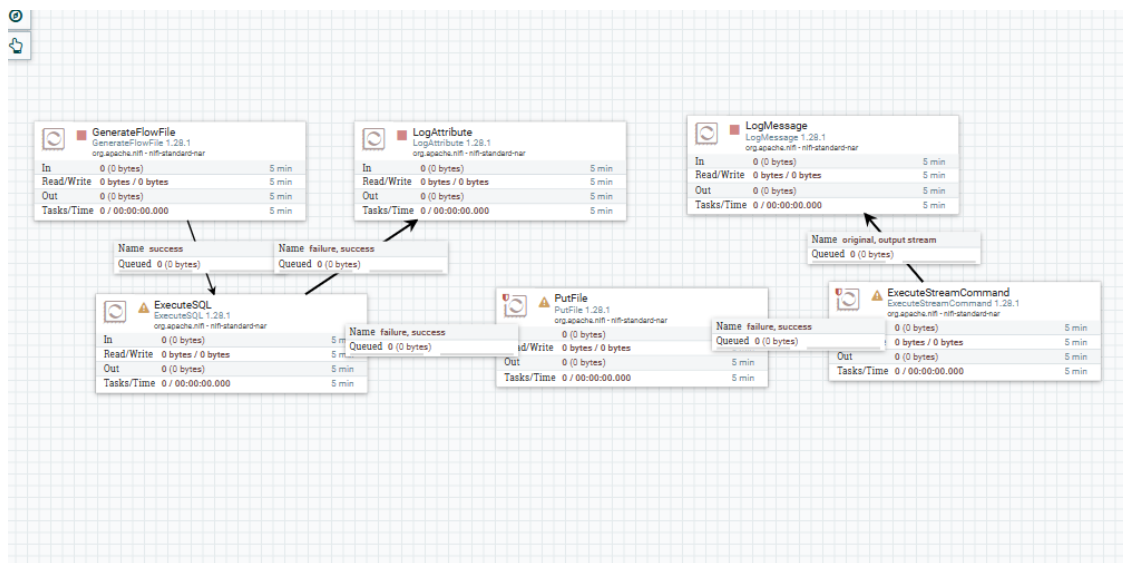 GenerateFlowFile
GenerateFlowFile 1.28.1
org.apache.nifi - nifi-standard-nar
In 0 (0 bytes) 5 min
Read/Write 0 bytes / 0 bytes 5 min
Out 0 (0 bytes) 5 min
Tasks/Time 0 / 00:00:00.000 5 min
LogAttribute
LogAttribute 1.28.1
org.apache.nifi - nifi-standard-nar
In 0 (0 bytes) 5 min
Read/Write 0 bytes / 0 bytes 5 min
Out 0 (0 bytes) 5 min
Tasks/Time 0 / 00:00:00.000 5 min
LogMessage
LogMessage 1.28.1
org.apache.nifi - nifi-standard-nar
In 0 (0 bytes) 5 min
Read/Write 0 bytes / 0 bytes 5 min
Out 0 (0 bytes) 5 min
Tasks/Time 0 / 00:00:00.000 5 min
Name success
Queued 0 (0 bytes)
Name failure, success
Queued 0 (0 bytes)
Name original, output stream
Queued 0 (0 bytes)
ExecuteSQL
ExecuteSQL 1.28.1
org.apache.nifi - nifi-standard-nar
In 0 (0 bytes)
Read/Write 0 bytes / 0 bytes
Out 0 (0 bytes) 5 min
Tasks/Time 0 / 00:00:00.000 5 min
Name failure, success
Queued 0 (0 bytes)
PutFile
PutFile 1.28.1
org.apache.nifi - nifi-standard-nar
0 (0 bytes)
0 bytes / 0 bytes
Out 0 (0 bytes) 5 min
Tasks/Time 0 / 00:00:00.000 5 min
Name failure, success
Queued 0 (0 bytes)
ExecuteStreamCommand
ExecuteStreamCommand 1.28.1
org.apache.nifi - nifi-standard-nar
0 (0 bytes) 5 min
0 bytes / 0 bytes 5 min
Out 0 (0 bytes) 5 min
Tasks/Time 0 / 00:00:00.000 5 min